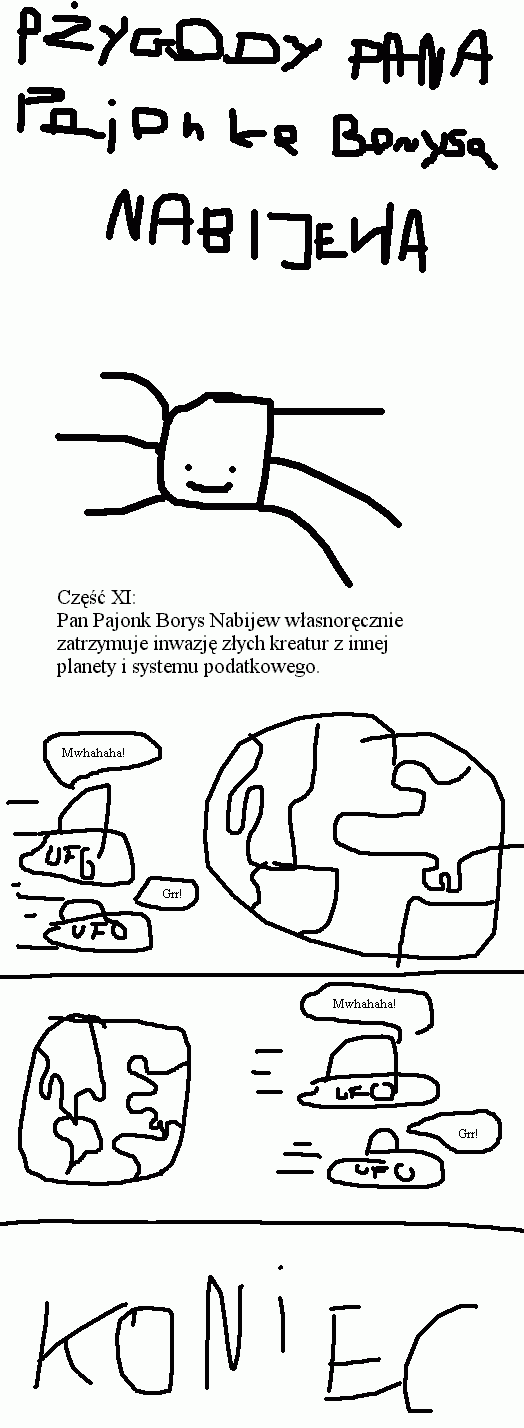 PŻYGODY PANA
PajOnka BOrysa
NABIJEWA
Część XI:
Pan Pajonk Borys Nabijew własnoręcznie
zatrzymuje inwazję złych kreatur z innej
planety i systemu podatkowego.
Mwhahaha!
UFO
Grr!
UFO
Mwhahaha!
UFO
Grr!
UFO
KONiEC